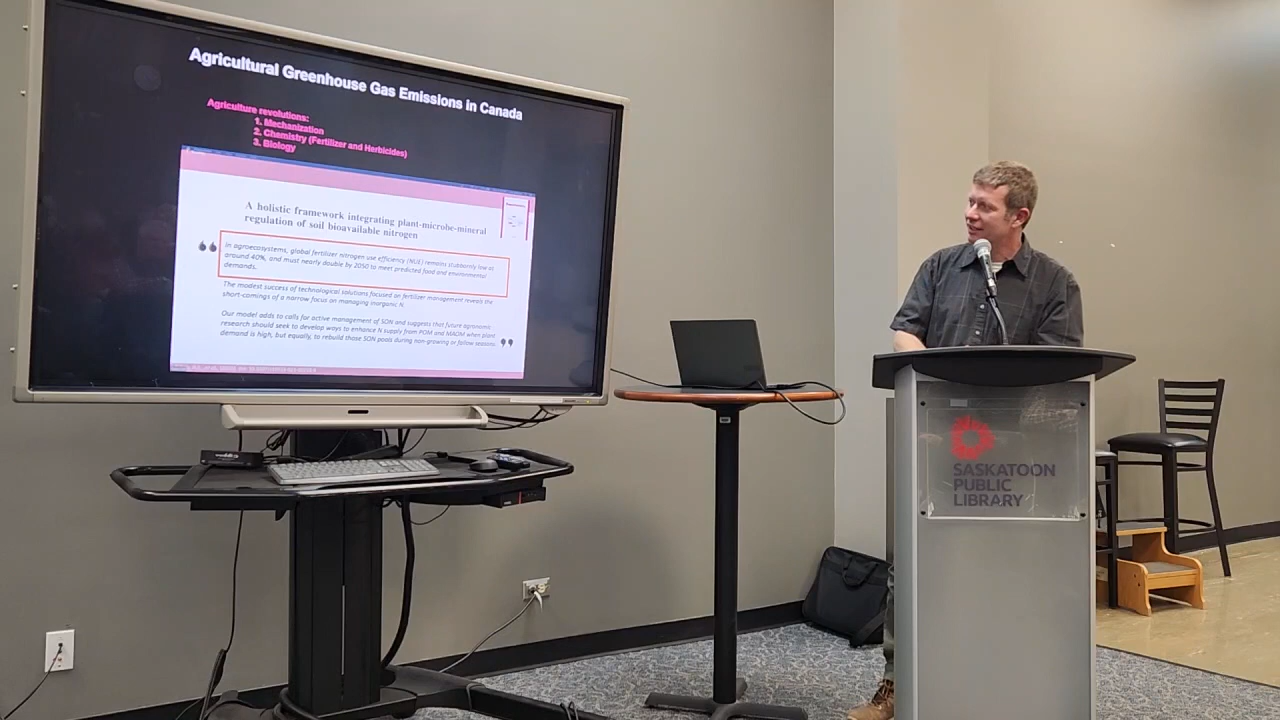 Agricultural Greenhouse Gas Emissions in Canada
Agriculture revolutions:
1. Mechanization
2. Chemistry (Fertilizer and Herbicides)
3. Biology
A holistic framework integrating plant-microbe-mineral
regulation of soil bioavailable nitrogen
“ In agroecosystems, global fertilizer nitrogen use efficiency (NUE) remains stubbornly low at
around 40%, and must nearly double by 2050 to meet predicted food and environmental
demands.
The modest success of technological solutions focused on fertilizer management reveals the
short-comings of a narrow focus on managing inorganic N.
Our model adds to calls for active management of SON and suggests that future agronomic
research should seek to develop ways to enhance N supply from POM and MAOM when plant
demand is high, but equally, to rebuild those SON pools during non-growing or fallow seasons. ”
SASKATOON
PUBLIC
LIBRARY